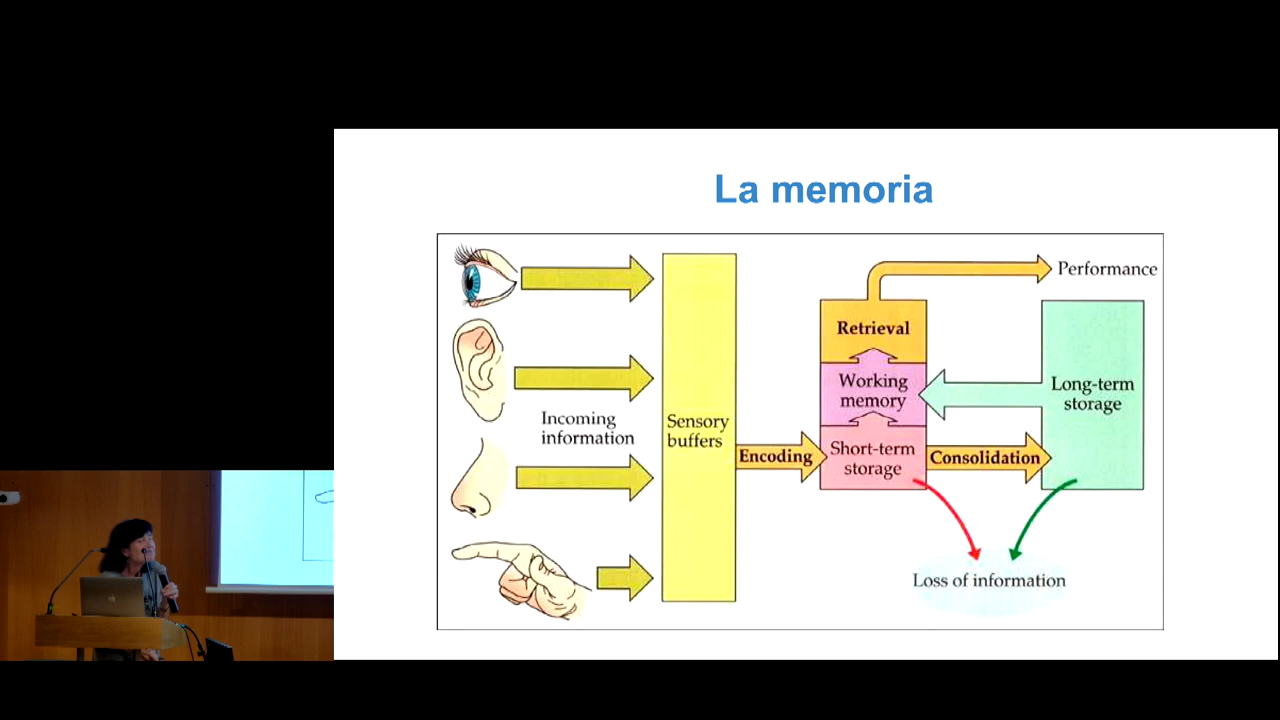 La memoria
Performance
Retrieval
Working
memory
Long-term
storage
Incoming
information
Sensory
buffers
Encoding
Short-term
storage
Consolidation
Loss of information